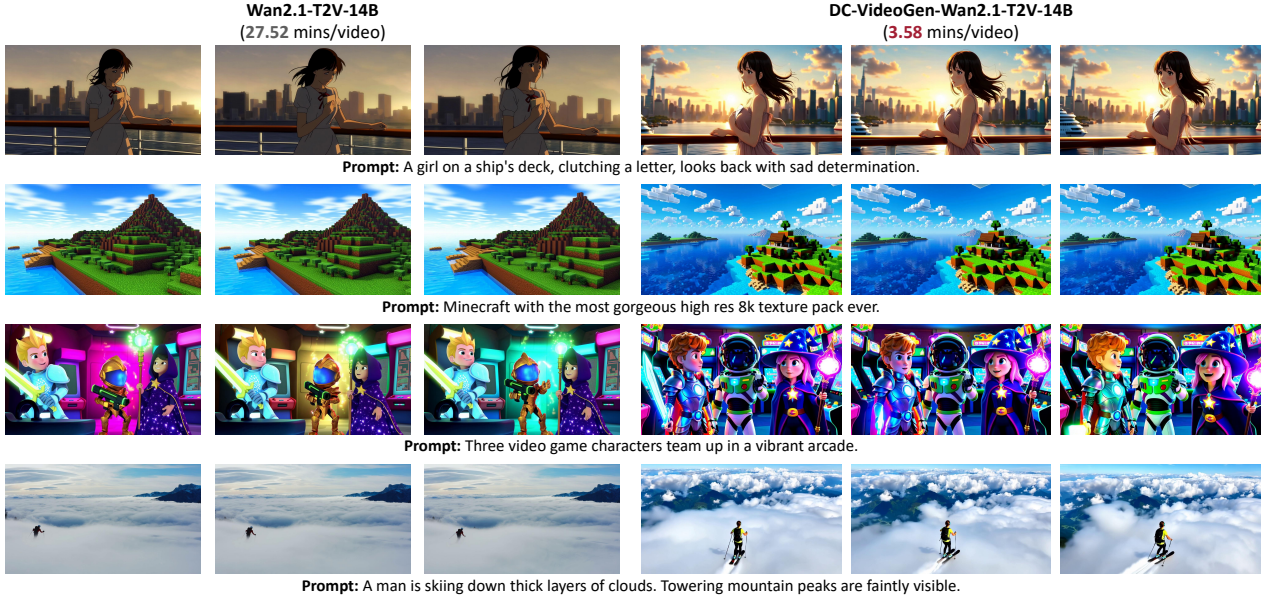 Wan2.1-T2V-14B
(27.52 mins/video)
DC-VideoGen-Wan2.1-T2V-14B
(3.58 mins/video)
Prompt: A girl on a ship's deck, clutching a letter, looks back with sad determination.
Prompt: Minecraft with the most gorgeous high res 8k texture pack ever.
Prompt: Three video game characters team up in a vibrant arcade.
Prompt: A man is skiing down thick layers of clouds. Towering mountain peaks are faintly visible.